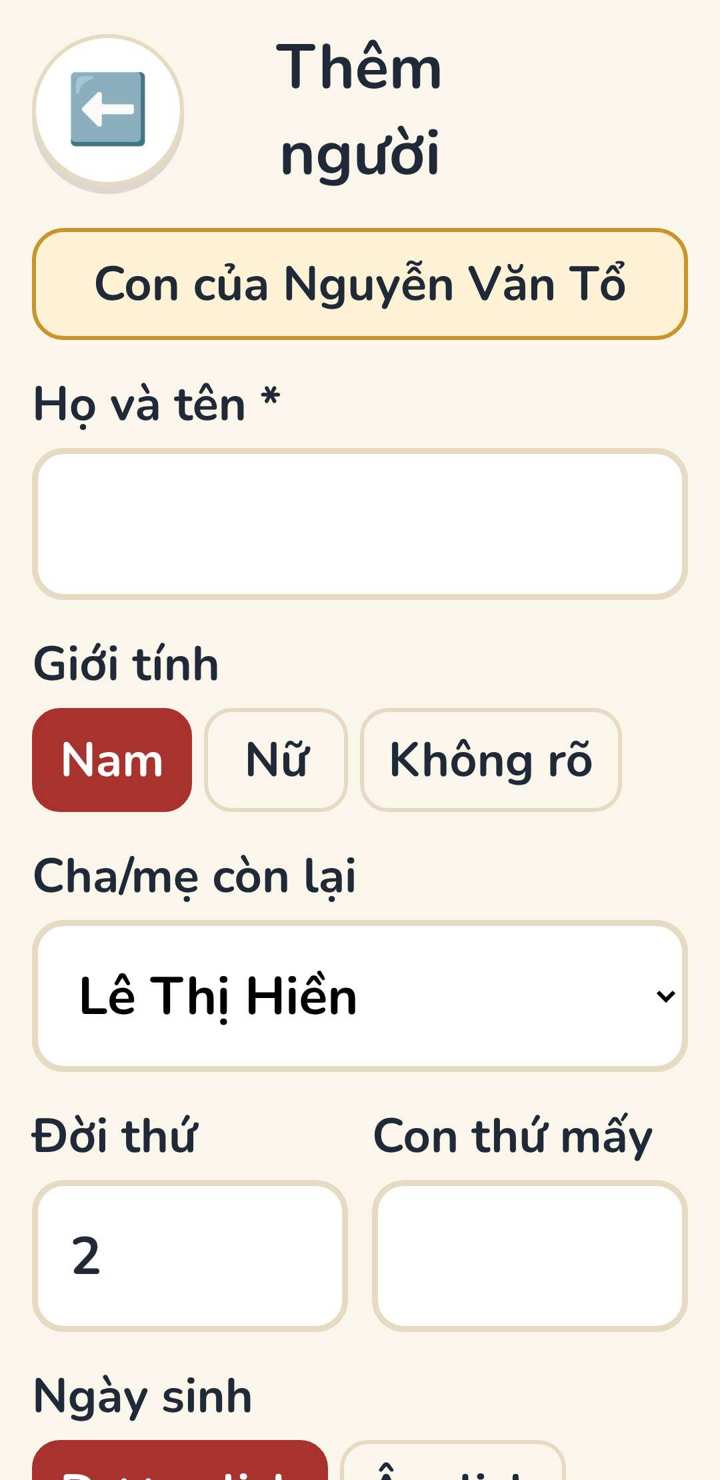 Thêm
người
Con của Nguyễn Văn Tổ
Họ và tên *
Giới tính
Nam
Nữ
Không rõ
Cha/mẹ còn lại
Lê Thị Hiền
Đời thứ
Con thứ mấy
2
Ngày sinh